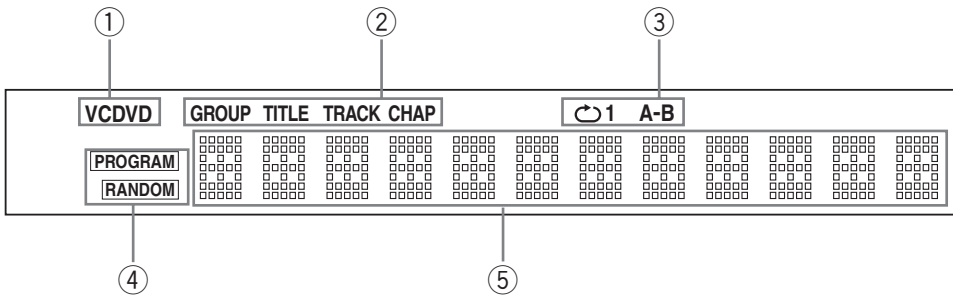 ① ② ③
VCDVD GROUP TITLE TRACK CHAP 1 A-B
PROGRAM
RANDOM
④ ⑤